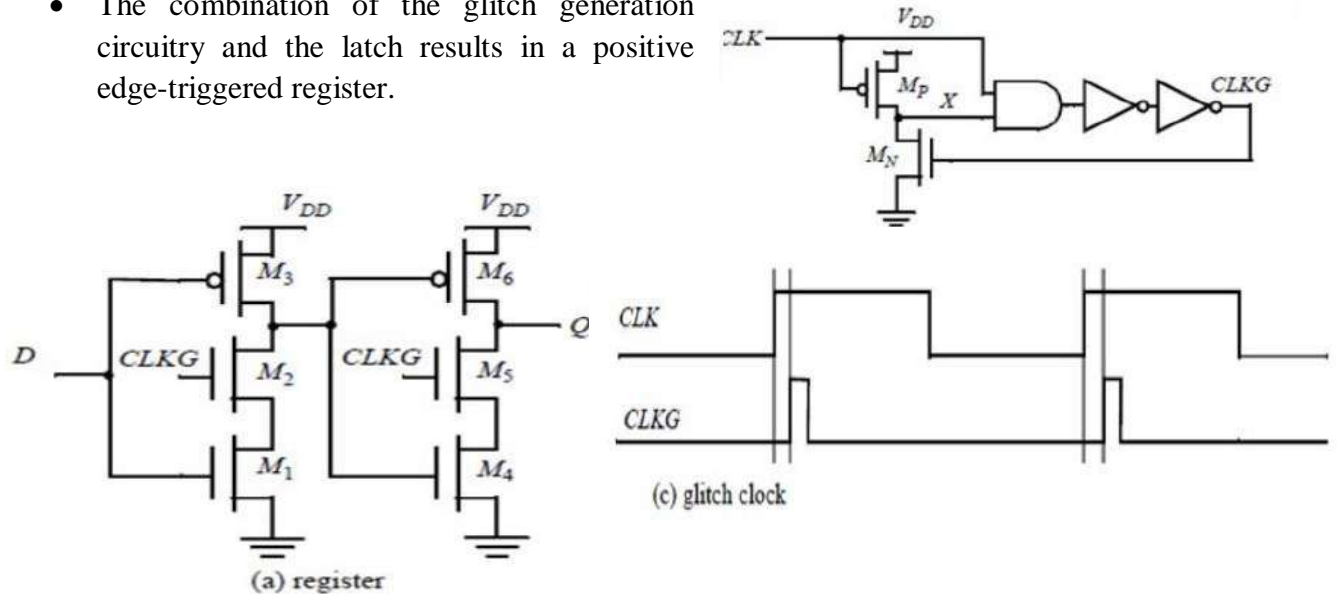 • The combination of the glitch generation
circuitry and the latch results in a positive
edge-triggered register.
V_DD
CLK
M_P
X
CLKG
M_N
V_DD
V_DD
M_3
M_6
D
CLKG
M_2
CLKG
M_5
Q
M_1
M_4
(a) register
CLK
CLKG
(c) glitch clock